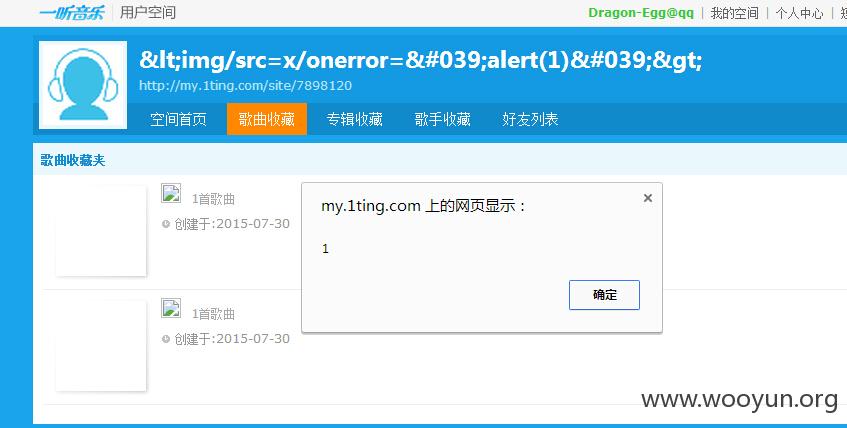 一听音乐 用户空间 Dragon-Egg@qq | 我的空间 | 个人中心 |
&lt;img/src=x/onerror=&#039;alert(1)&#039;&gt;
http://my.1ting.com/site/7898120
空间首页 歌曲收藏 专辑收藏 歌手收藏 好友列表
歌曲收藏夹
1首歌曲
创建于:2015-07-30
my.1ting.com 上的网页显示：
1
确定
1首歌曲
创建于:2015-07-30
www.wooyun.org